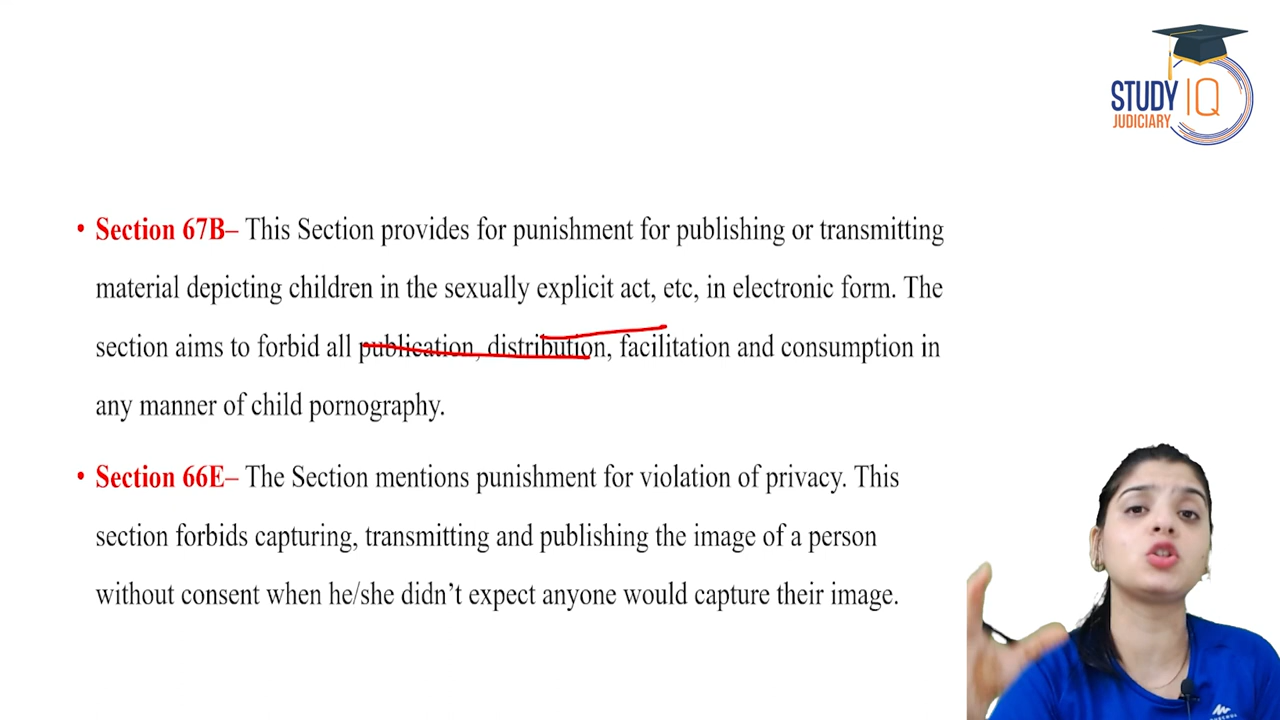 STUDY IQ
JUDICIARY
• Section 67B– This Section provides for punishment for publishing or transmitting
material depicting children in the sexually explicit act, etc, in electronic form. The
section aims to forbid all publication, distribution, facilitation and consumption in
any manner of child pornography.
• Section 66E– The Section mentions punishment for violation of privacy. This
section forbids capturing, transmitting and publishing the image of a person
without consent when he/she didn’t expect anyone would capture their image.